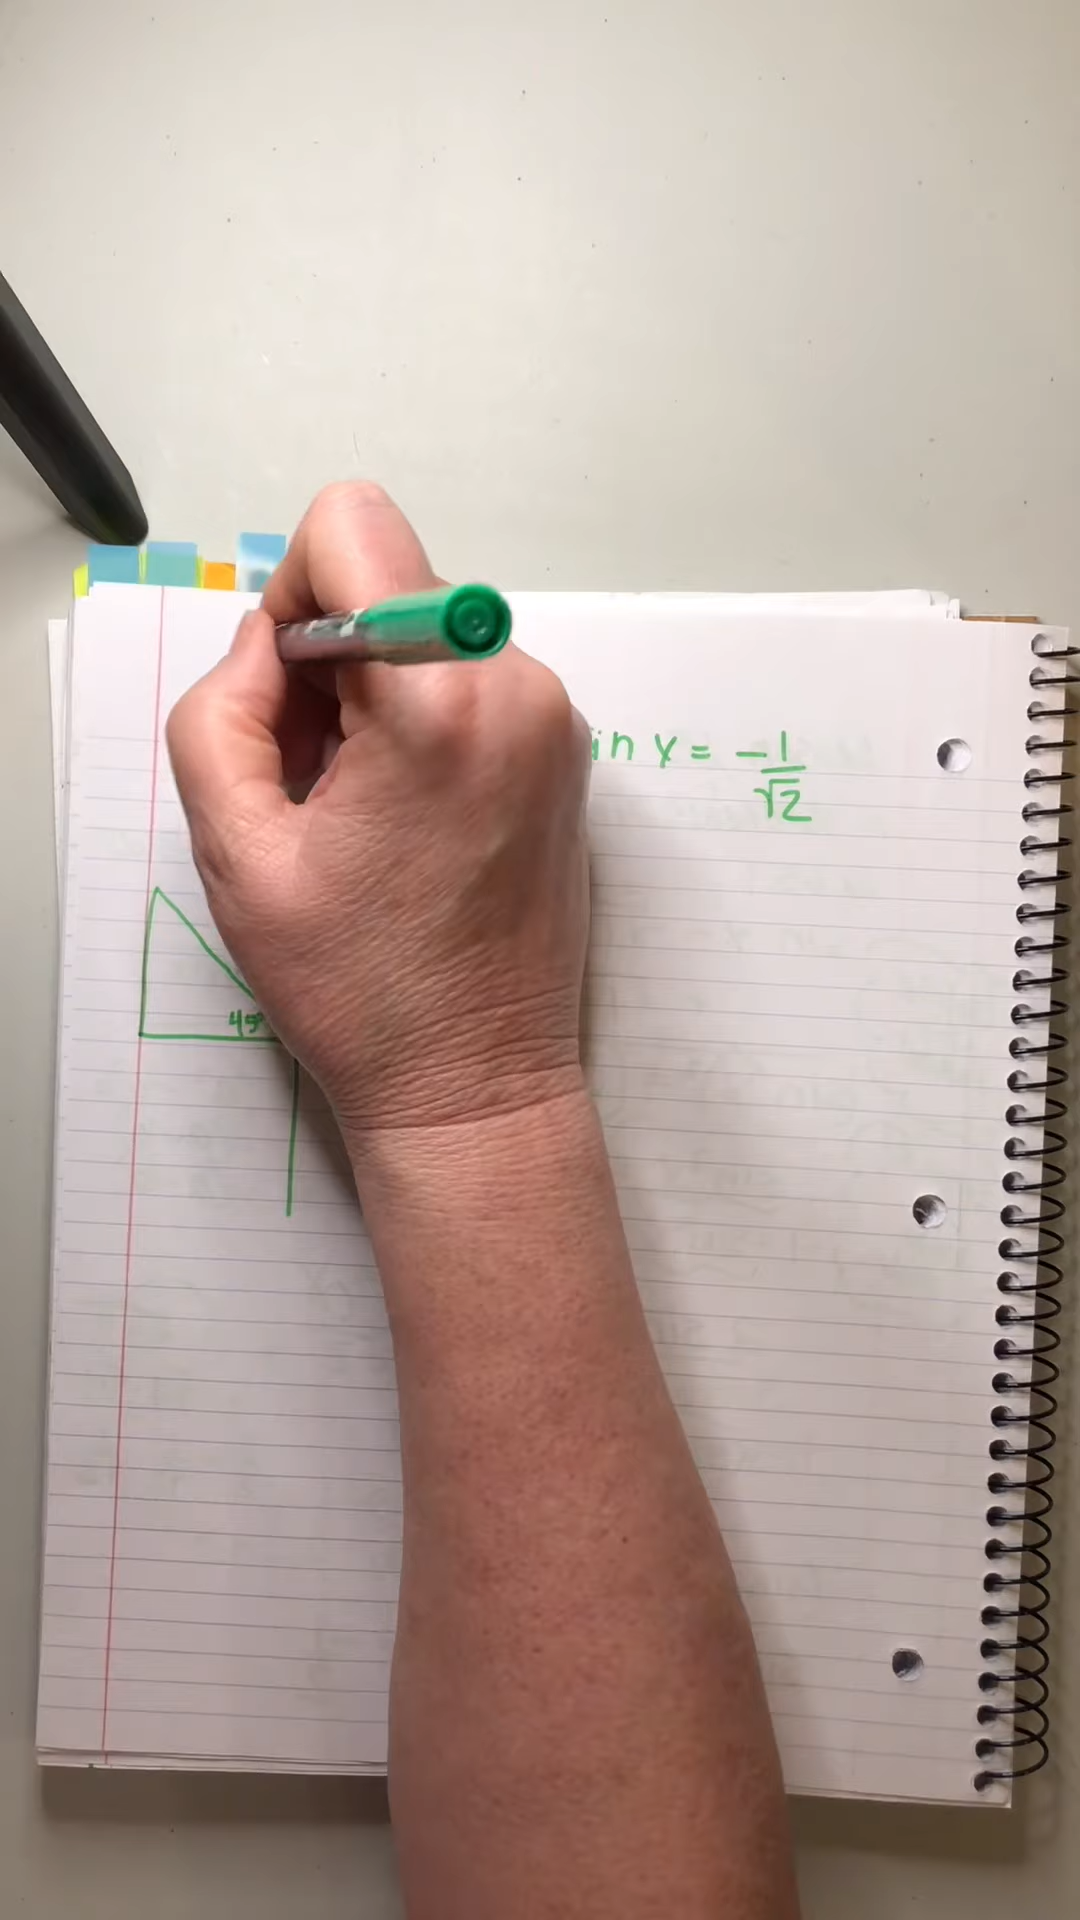 in x = -1/√2
45°